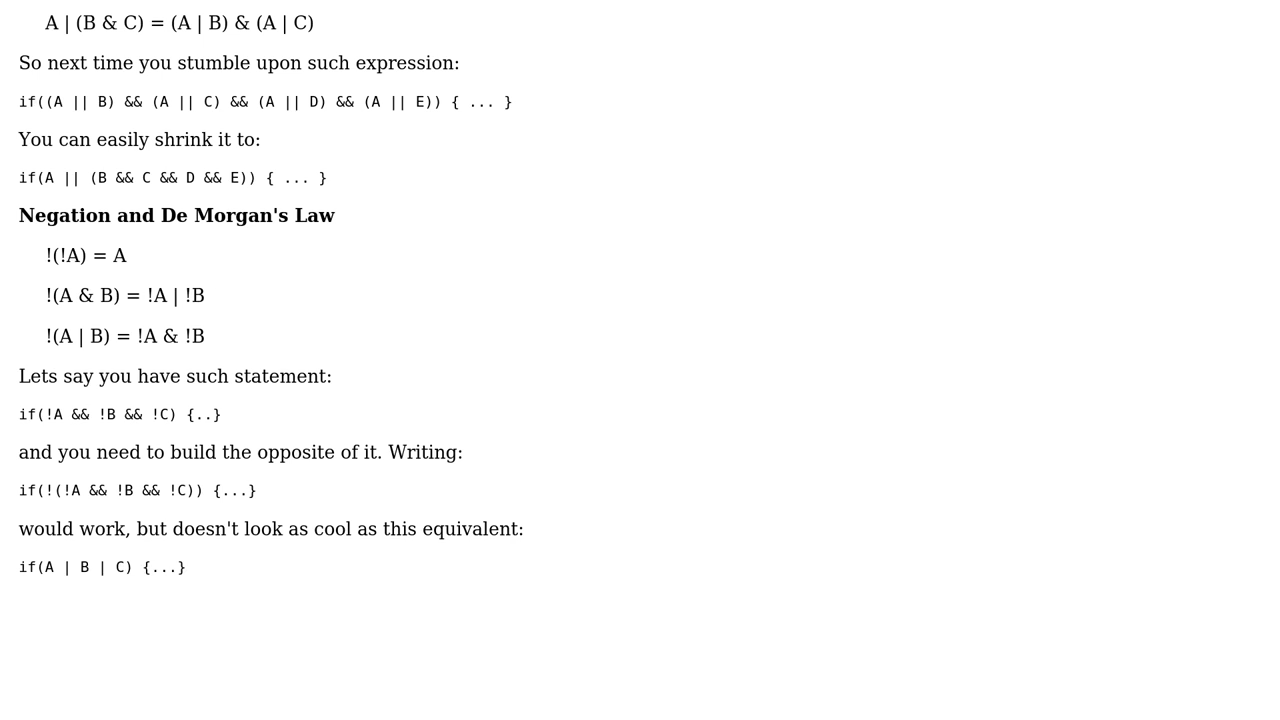 A | (B & C) = (A | B) & (A | C)
So next time you stumble upon such expression:
if((A || B) && (A || C) && (A || D) && (A || E)) { ... }
You can easily shrink it to:
if(A || (B && C && D && E)) { ... }
Negation and De Morgan's Law
!(!A) = A
!(A & B) = !A | !B
!(A | B) = !A & !B
Lets say you have such statement:
if(!A && !B && !C) {..}
and you need to build the opposite of it. Writing:
if(!(!A && !B && !C)) {...}
would work, but doesn't look as cool as this equivalent:
if(A | B | C) {...}